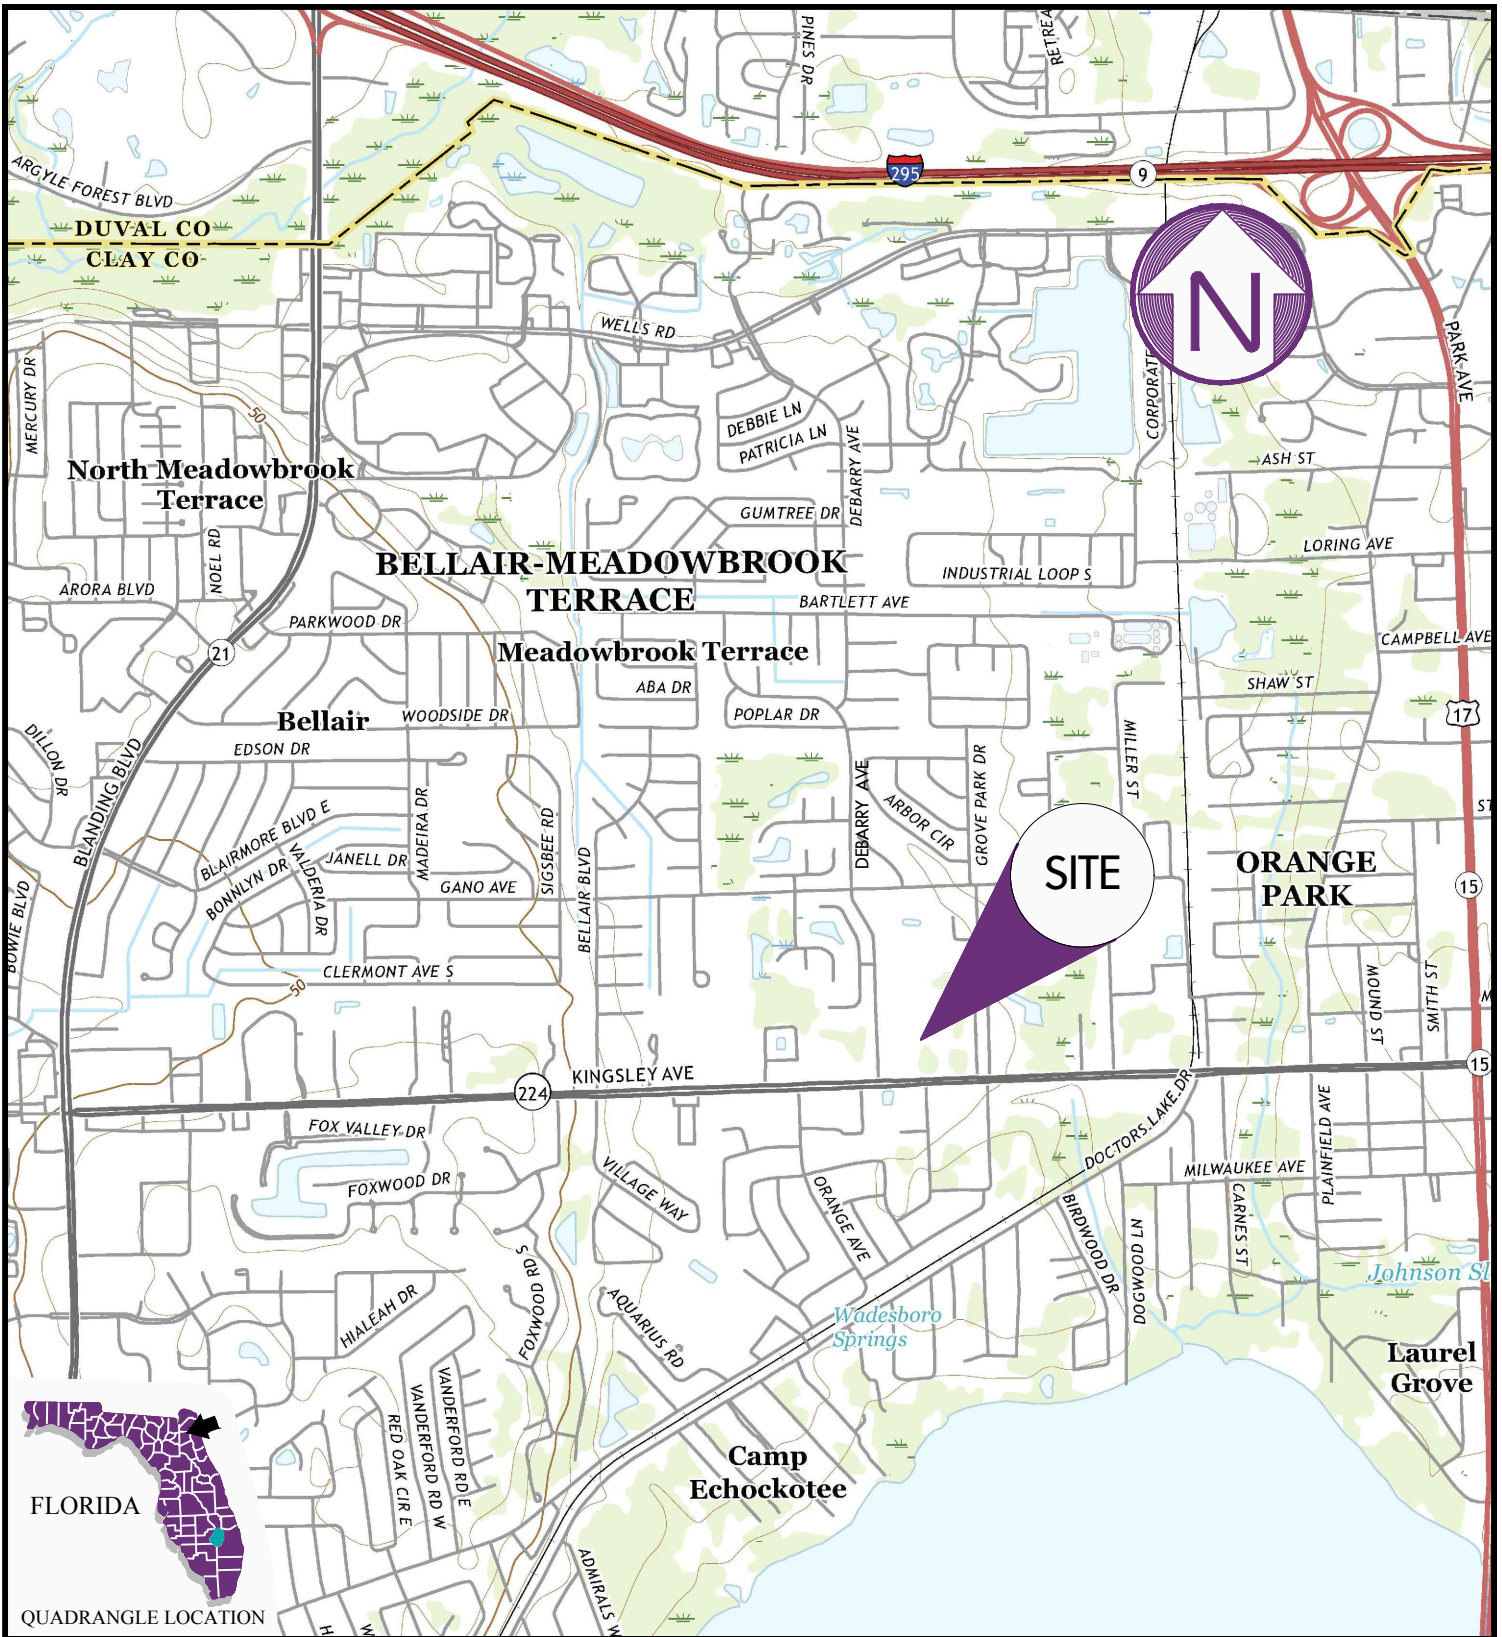 PINES DR
RETREA
295
9
ARGYLE FOREST BLVD
DUVAL CO
CLAY CO
N
WELLS RD
PARK AVE
MERCURY DR
CORPORATE
50
DEBBIE LN
PATRICIA LN
DEBARRY AVE
ASH ST
North Meadowbrook
Terrace
GUMTREE DR
NOEL RD
LORING AVE
BELLAIR-MEADOWBROOK
TERRACE
INDUSTRIAL LOOP S
ARORA BLVD
BARTLETT AVE
PARKWOOD DR
CAMPBELL AVE
21
Meadowbrook Terrace
ABA DR
SHAW ST
Bellair
WOODSIDE DR
POPLAR DR
17
DILLON DR
EDSON DR
BLANDING BLVD
MILLER ST
MADEIRA DR
SIGSBEE RD
DEBARRY AVE
ARBOR CIR
GROVE PARK DR
ST
BLAIRMORE BLVD E
BONNLYN DR
VALDERIA DR
JANELL DR
GANO AVE
BELLAIR BLVD
SITE
ORANGE
PARK
15
BOWIE BLVD
CLERMONT AVE S
50
MOUND ST
SMITH ST
M
KINGSLEY AVE
224
15
FOX VALLEY DR
DOCTORS LAKE DR
PLAINFIELD AVE
FOXWOOD DR
VILLAGE WAY
ORANGE AVE
MILWAUKEE AVE
BIRDWOOD DR
DOGWOOD LN
CARNES ST
FOXWOOD RD S
Johnson Sl
HIALEAH DR
AQUARIUS RD
Wadesboro
Springs
Laurel
Grove
RED OAK CIR E
VANDERFORD RD W
VANDERFORD RD E
Camp
Echockotee
FLORIDA
ADMIRALS W
QUADRANGLE LOCATION
H
W